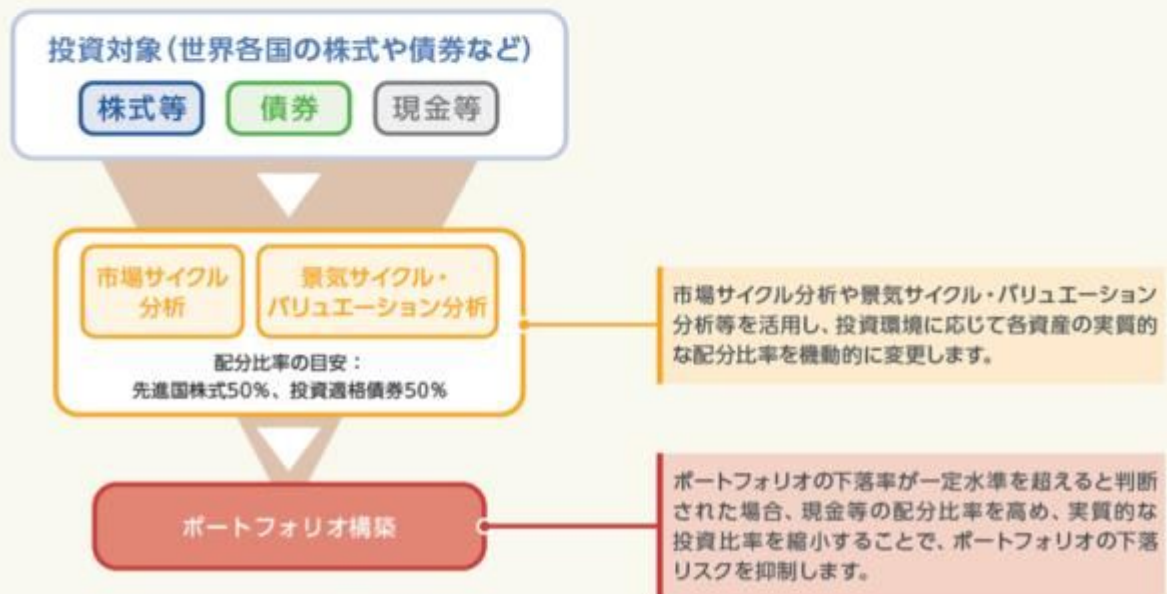 投資対象(世界各国の株式や債券など)
株式等 債券 現金等
市場サイクル
分析
景気サイクル・
バリュエーション分析
配分比率の目安：
先進国株式50%、投資適格債券50%
市場サイクル分析や景気サイクル・バリュエーション
分析等を活用し、投資環境に応じて各資産の実質的
な配分比率を機動的に変更します。
ポートフォリオ構築
ポートフォリオの下落率が一定水準を超えると判断
された場合、現金等の配分比率を高め、実質的な
投資比率を縮小することで、ポートフォリオの下落
リスクを抑制します。